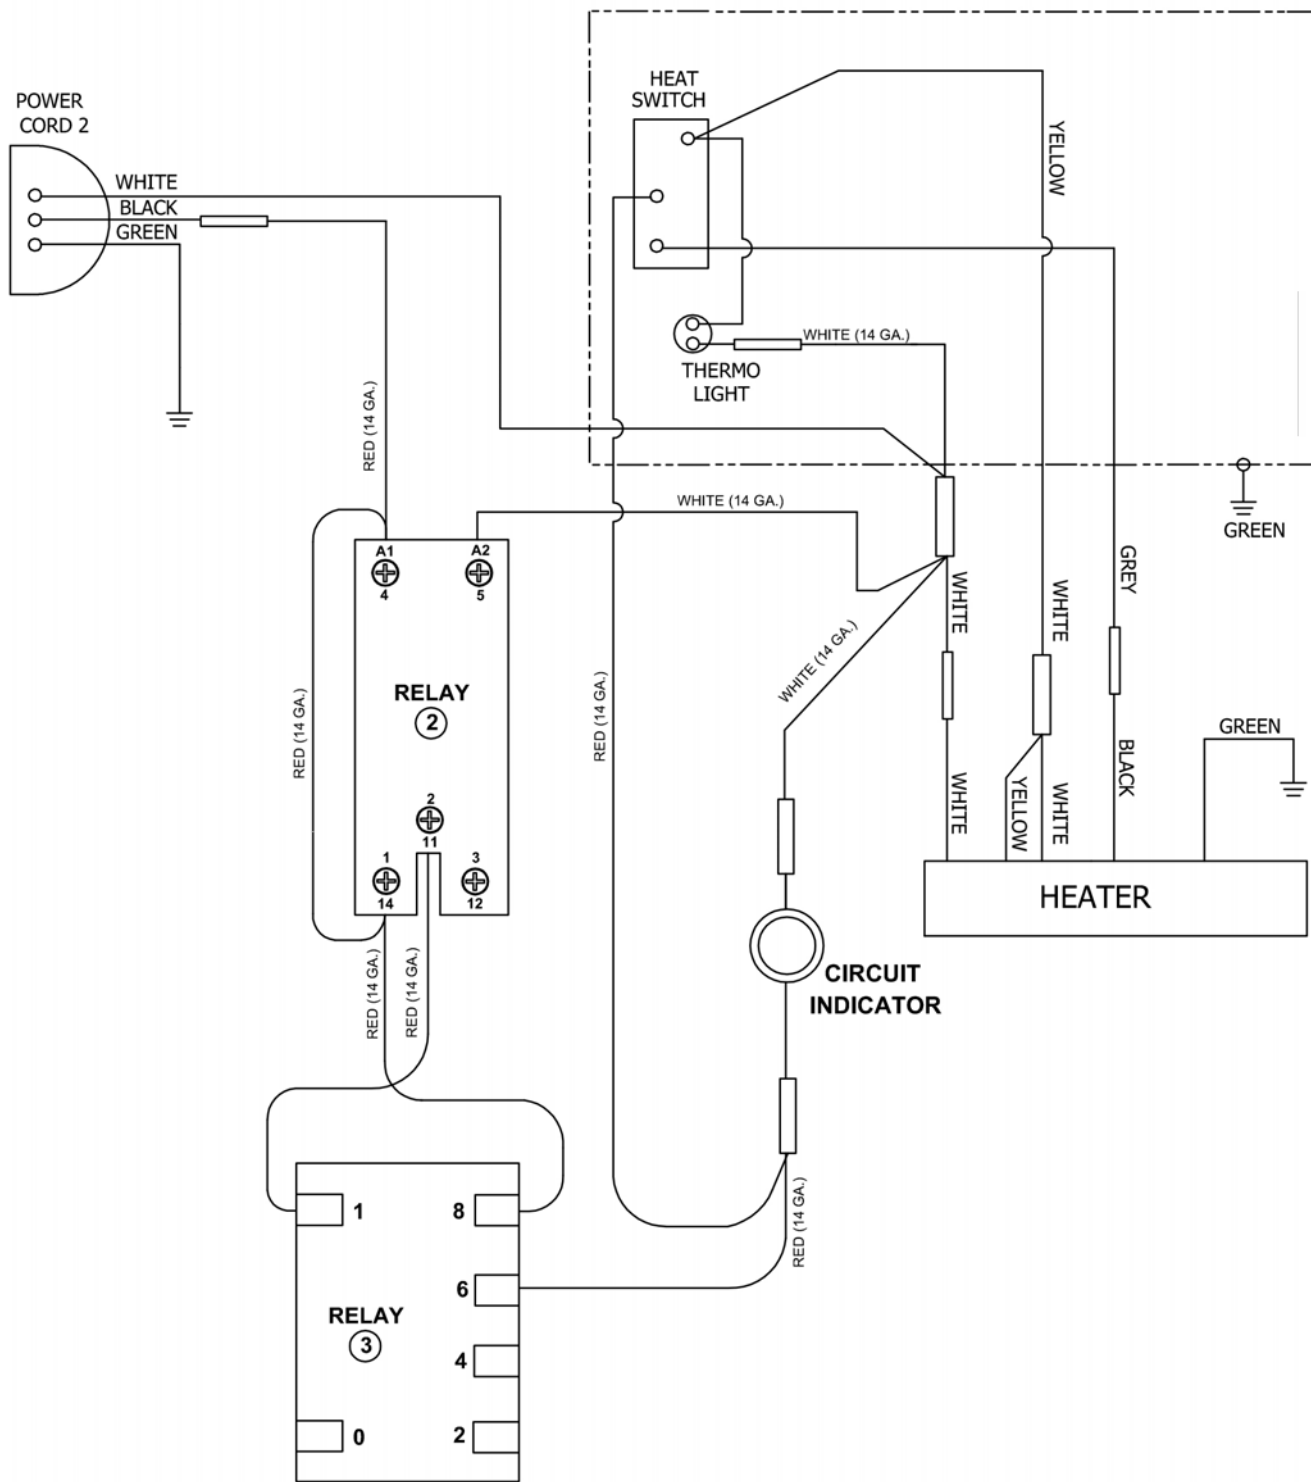 HEAT
SWITCH
POWER
CORD 2
WHITE
BLACK
GREEN
YELLOW
WHITE (14 GA.)
THERMO
LIGHT
RED (14 GA.)
WHITE (14 GA.)
GREEN
A1
A2
4
5
GREY
WHITE
WHITE
WHITE (14 GA.)
RELAY
2
RED (14 GA.)
RED (14 GA.)
GREEN
BLACK
WHITE
YELLOW
WHITE
2
11
1
3
14
12
HEATER
CIRCUIT
INDICATOR
RED (14 GA.)
RED (14 GA.)
RED (14 GA.)
1
8
6
RELAY
3
4
0
2